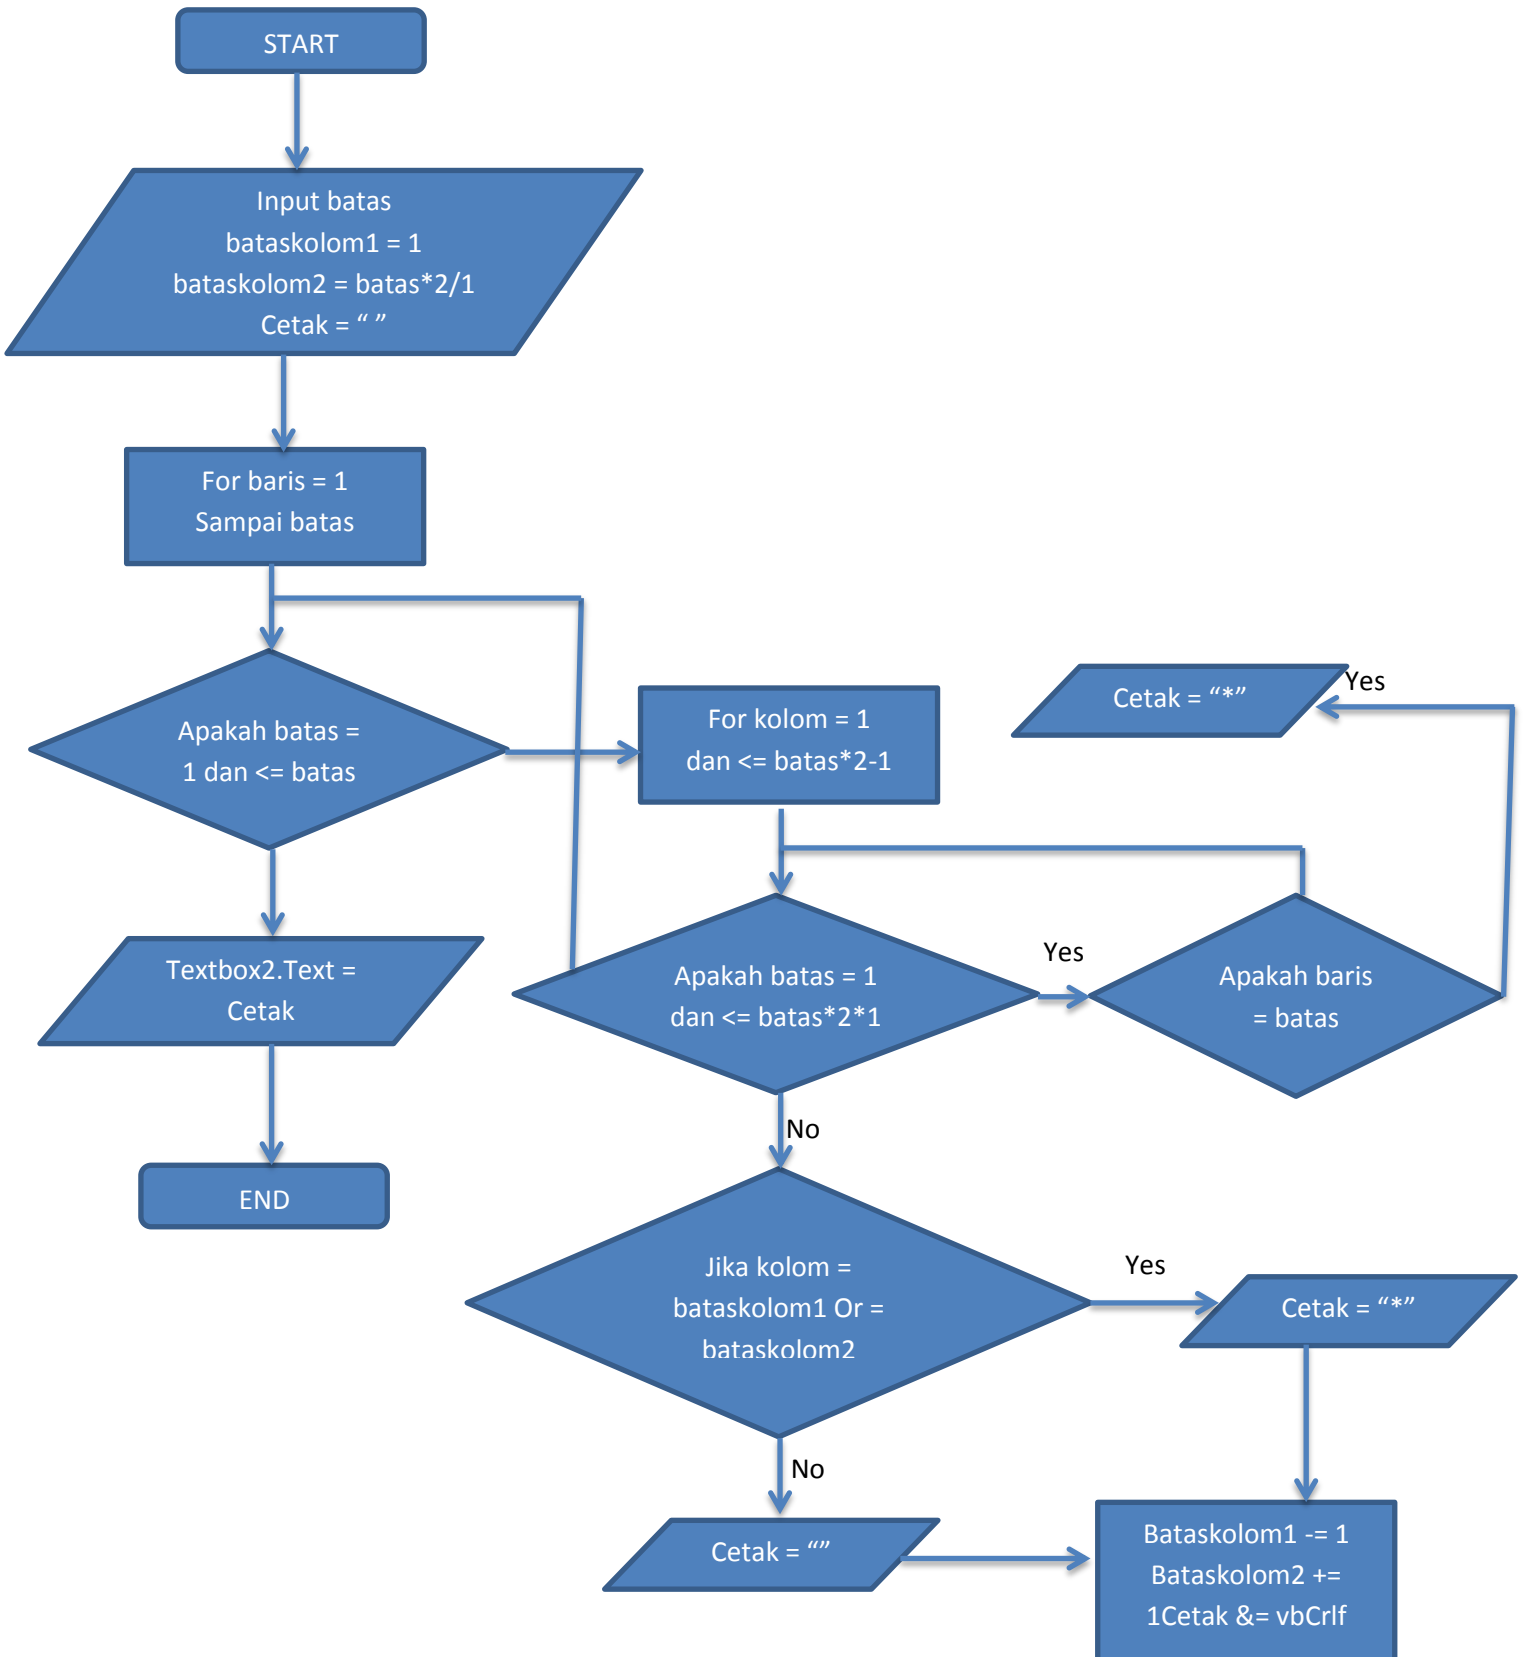 START
Input batas
bataskolom1 = 1
bataskolom2 = batas*2/1
Cetak = “ ”
For baris = 1
Sampai batas
Apakah batas =
1 dan <= batas
For kolom = 1
dan <= batas*2-1
Cetak = “*”
Yes
Textbox2.Text =
Cetak
Apakah batas = 1
dan <= batas*2*1
Yes
Apakah baris
= batas
No
END
Jika kolom =
bataskolom1 Or =
bataskolom2
Yes
Cetak = “*”
No
Cetak = “”
Bataskolom1 -= 1
Bataskolom2 +=
1Cetak &= vbCrlf